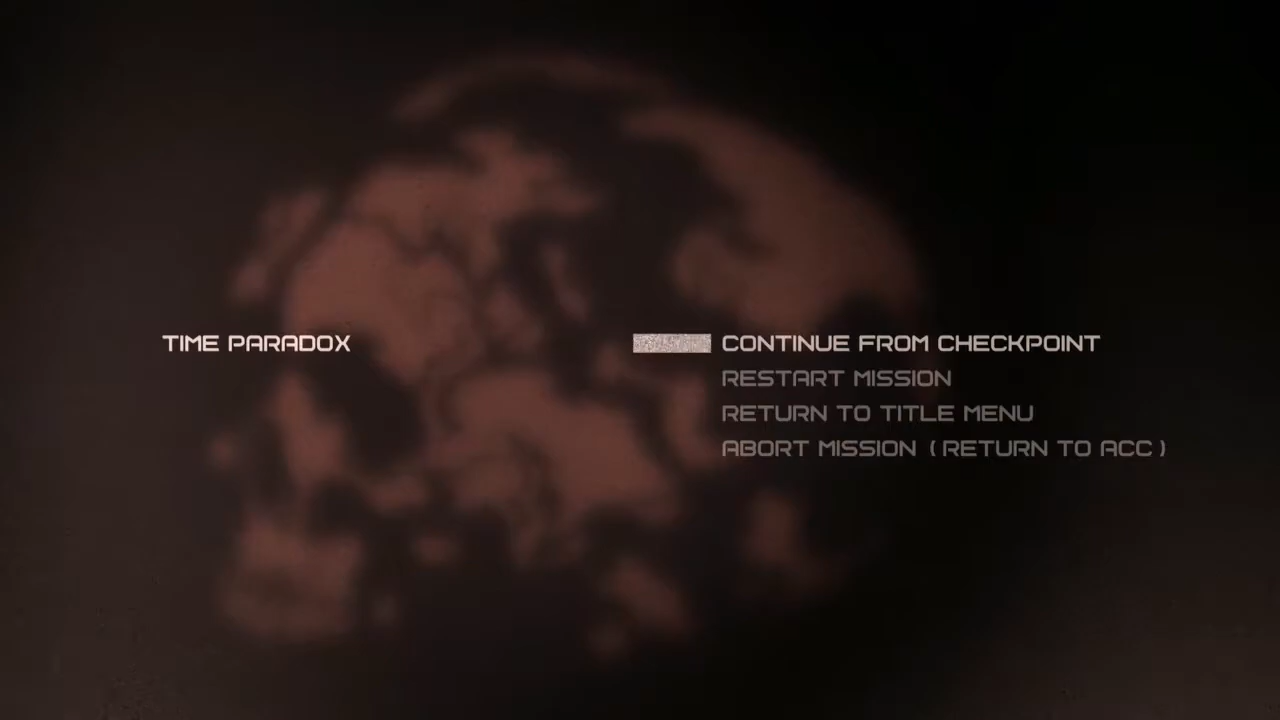 TIME PARADOX
CONTINUE FROM CHECKPOINT
RESTART MISSION
RETURN TO TITLE MENU
ABORT MISSION (RETURN TO ACC)